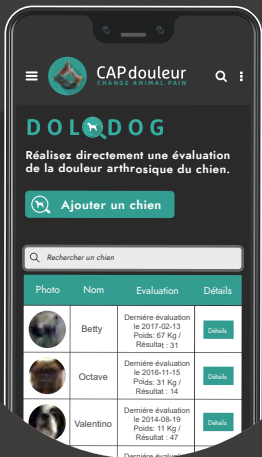 CAPdouleur
CHANGE ANIMAL PAIN
DOLODOG
Réalisez directement une évaluation
de la douleur arthrosique du chien.
Ajouter un chien
Rechercher un chien
Photo Nom Evaluation Détails
Betty
Dernière évaluation
le 2017-02-13
Poids: 67 Kg /
Résultat : 31
Détails
Octave
Dernière évaluation
le 2016-11-15
Poids: 31 Kg /
Résultat : 14
Détails
Valentino
Dernière évaluation
le 2014-08-19
Poids: 11 Kg /
Résultat : 47
Détails
Dernière évaluation